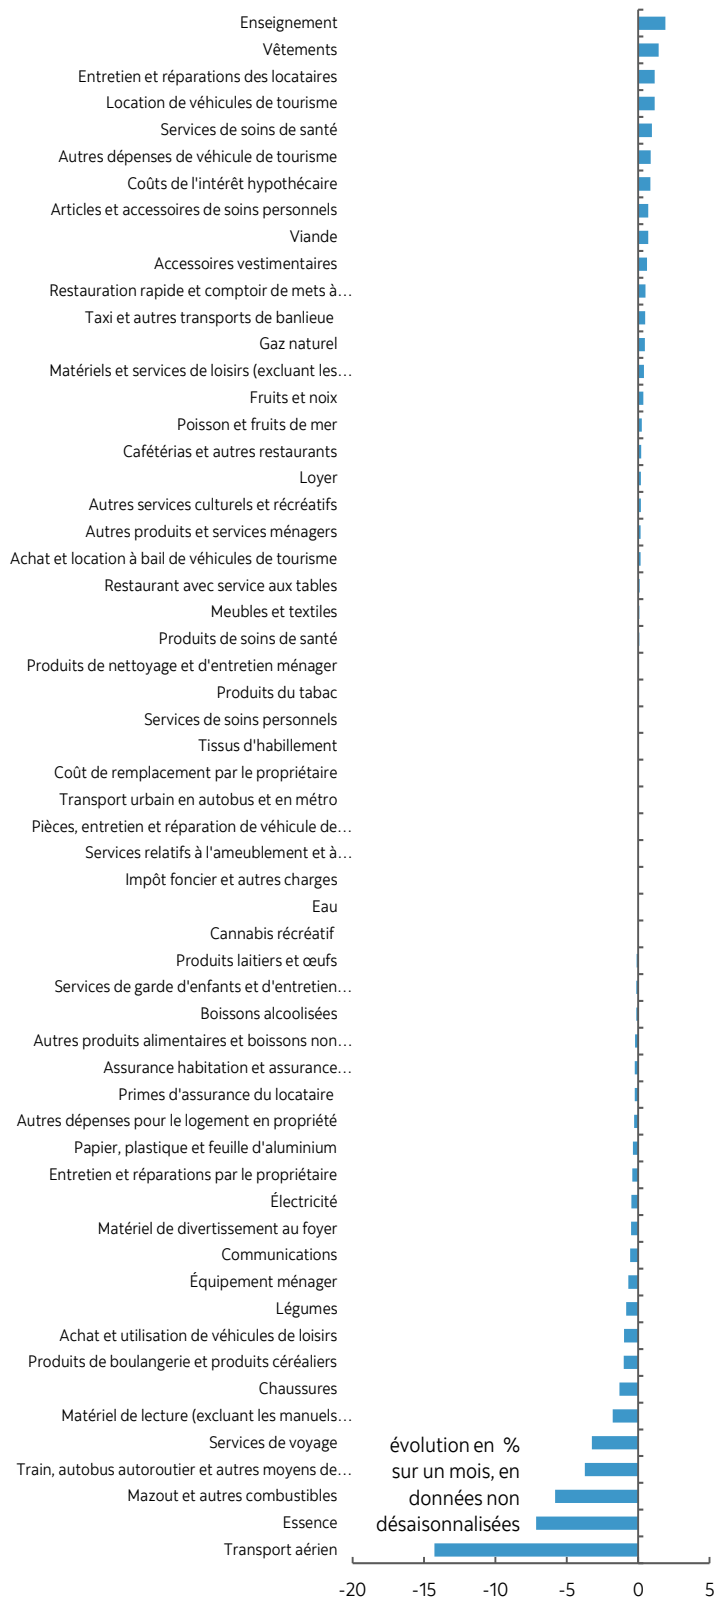 Enseignement
Vêtements
Entretien et réparations des locataires
Location de véhicules de tourisme
Services de soins de santé
Autres dépenses de véhicule de tourisme
Coûts de l'intérêt hypothécaire
Articles et accessoires de soins personnels
Viande
Accessoires vestimentaires
Restauration rapide et comptoir de mets à…
Taxi et autres transports de banlieue
Gaz naturel
Matériels et services de loisirs (excluant les…
Fruits et noix
Poisson et fruits de mer
Cafétérias et autres restaurants
Loyer
Autres services culturels et récréatifs
Autres produits et services ménagers
Achat et location à bail de véhicules de tourisme
Restaurant avec service aux tables
Meubles et textiles
Produits de soins de santé
Produits de nettoyage et d'entretien ménager
Produits du tabac
Services de soins personnels
Tissus d'habillement
Coût de remplacement par le propriétaire
Transport urbain en autobus et en métro
Pièces, entretien et réparation de véhicule de…
Services relatifs à l'ameublement et à…
Impôt foncier et autres charges
Eau
Cannabis récréatif
Produits laitiers et œufs
Services de garde d'enfants et d'entretien…
Boissons alcoolisées
Autres produits alimentaires et boissons non…
Assurance habitation et assurance…
Primes d'assurance du locataire
Autres dépenses pour le logement en propriété
Papier, plastique et feuille d'aluminium
Entretien et réparations par le propriétaire
Électricité
Matériel de divertissement au foyer
Communications
Équipement ménager
Légumes
Achat et utilisation de véhicules de loisirs
Produits de boulangerie et produits céréaliers
Chaussures
Matériel de lecture (excluant les manuels…
Services de voyage
Train, autobus autoroutier et autres moyens de…
Mazout et autres combustibles
Essence
Transport aérien
évolution en %
sur un mois, en
données non
désaisonnalisées
-20 -15 -10 -5 0 5